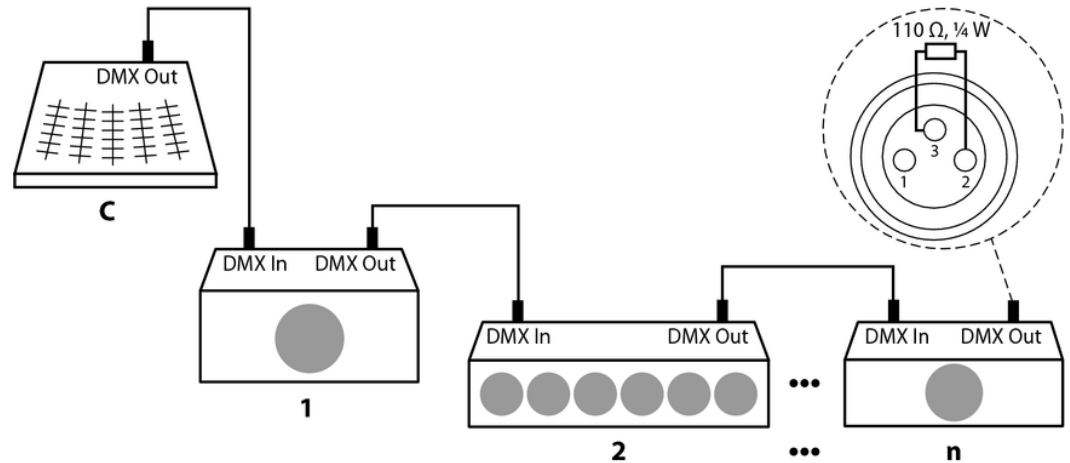 110 Ω, ¼ W
3
1
2
DMX Out
C
DMX In
DMX Out
1
DMX In
DMX Out
2
•••
•••
DMX In
DMX Out
n